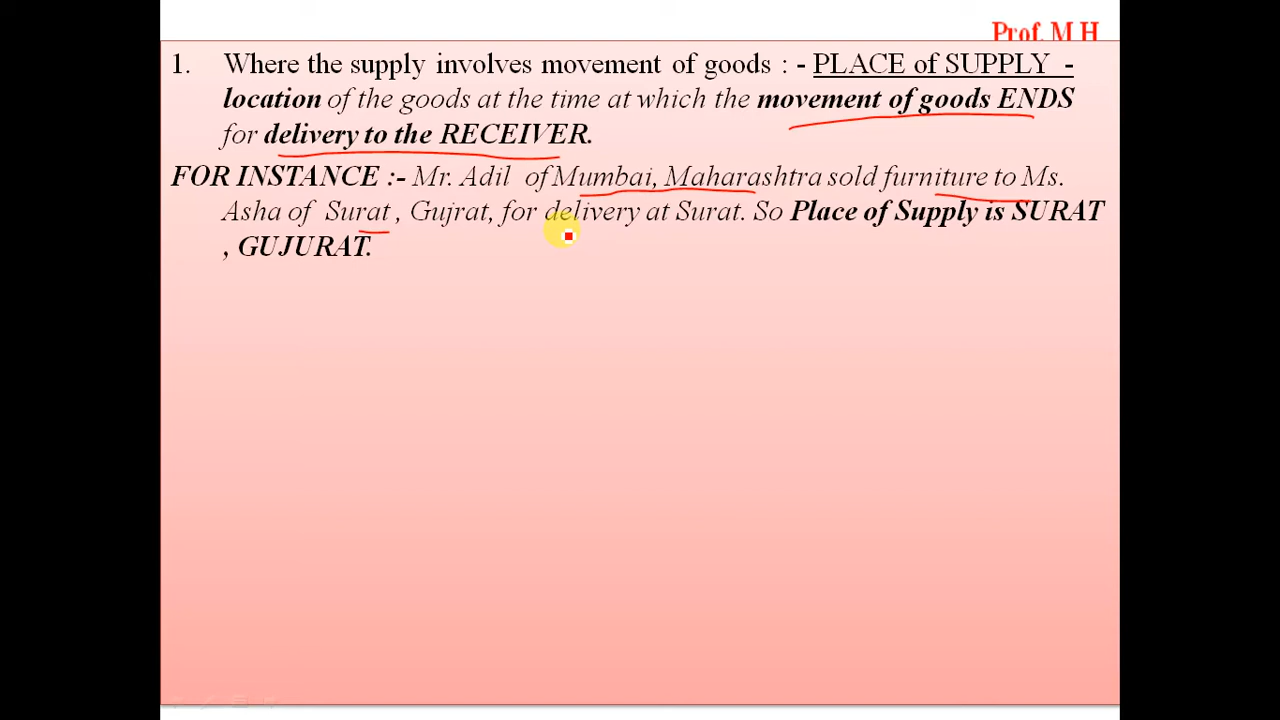 Prof. M H
1. Where the supply involves movement of goods : - PLACE of SUPPLY -
location of the goods at the time at which the movement of goods ENDS
for delivery to the RECEIVER.
FOR INSTANCE :- Mr. Adil of Mumbai, Maharashtra sold furniture to Ms.
Asha of Surat , Gujrat, for delivery at Surat. So Place of Supply is SURAT
, GUJURAT.